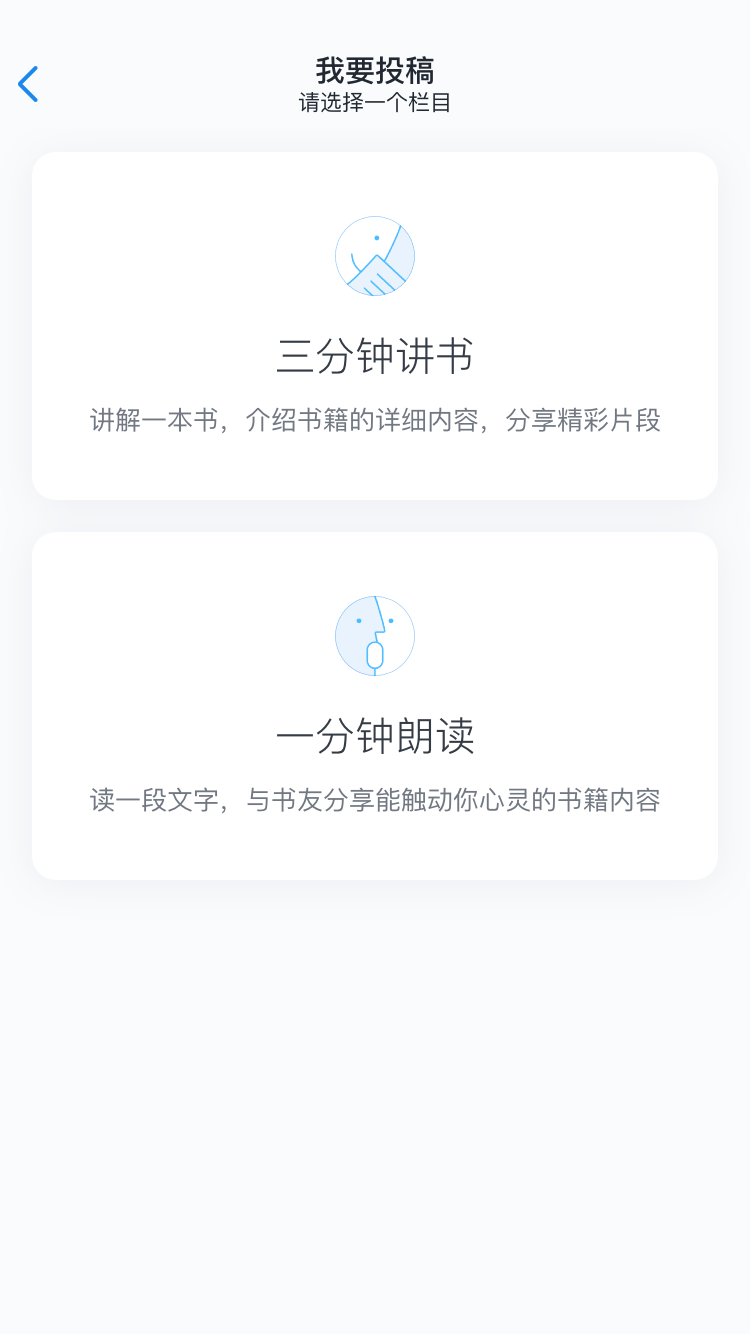 我要投稿
请选择一个栏目
三分钟讲书
讲解一本书，介绍书籍的详细内容，分享精彩片段
一分钟朗读
读一段文字，与书友分享能触动你心灵的书籍内容